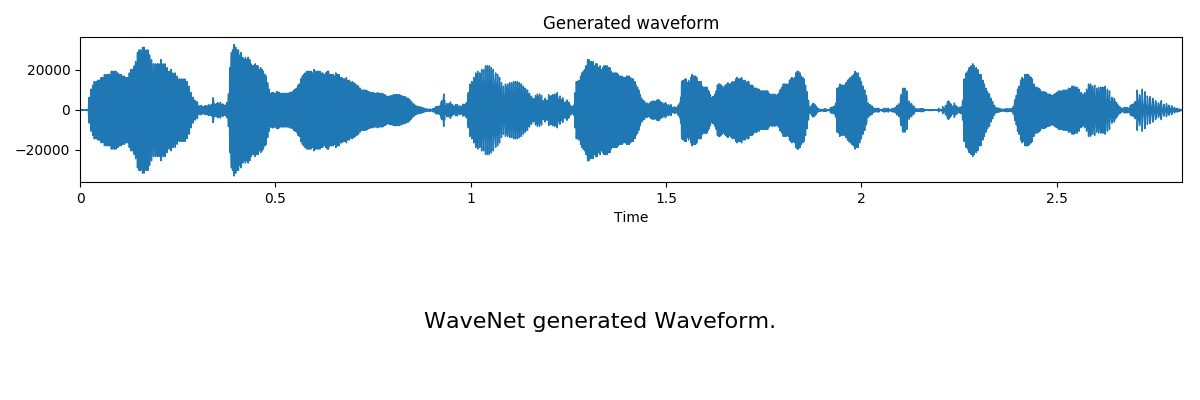 Generated waveform
20000
0
−20000
0 0.5 1 1.5 2 2.5
Time
WaveNet generated Waveform.